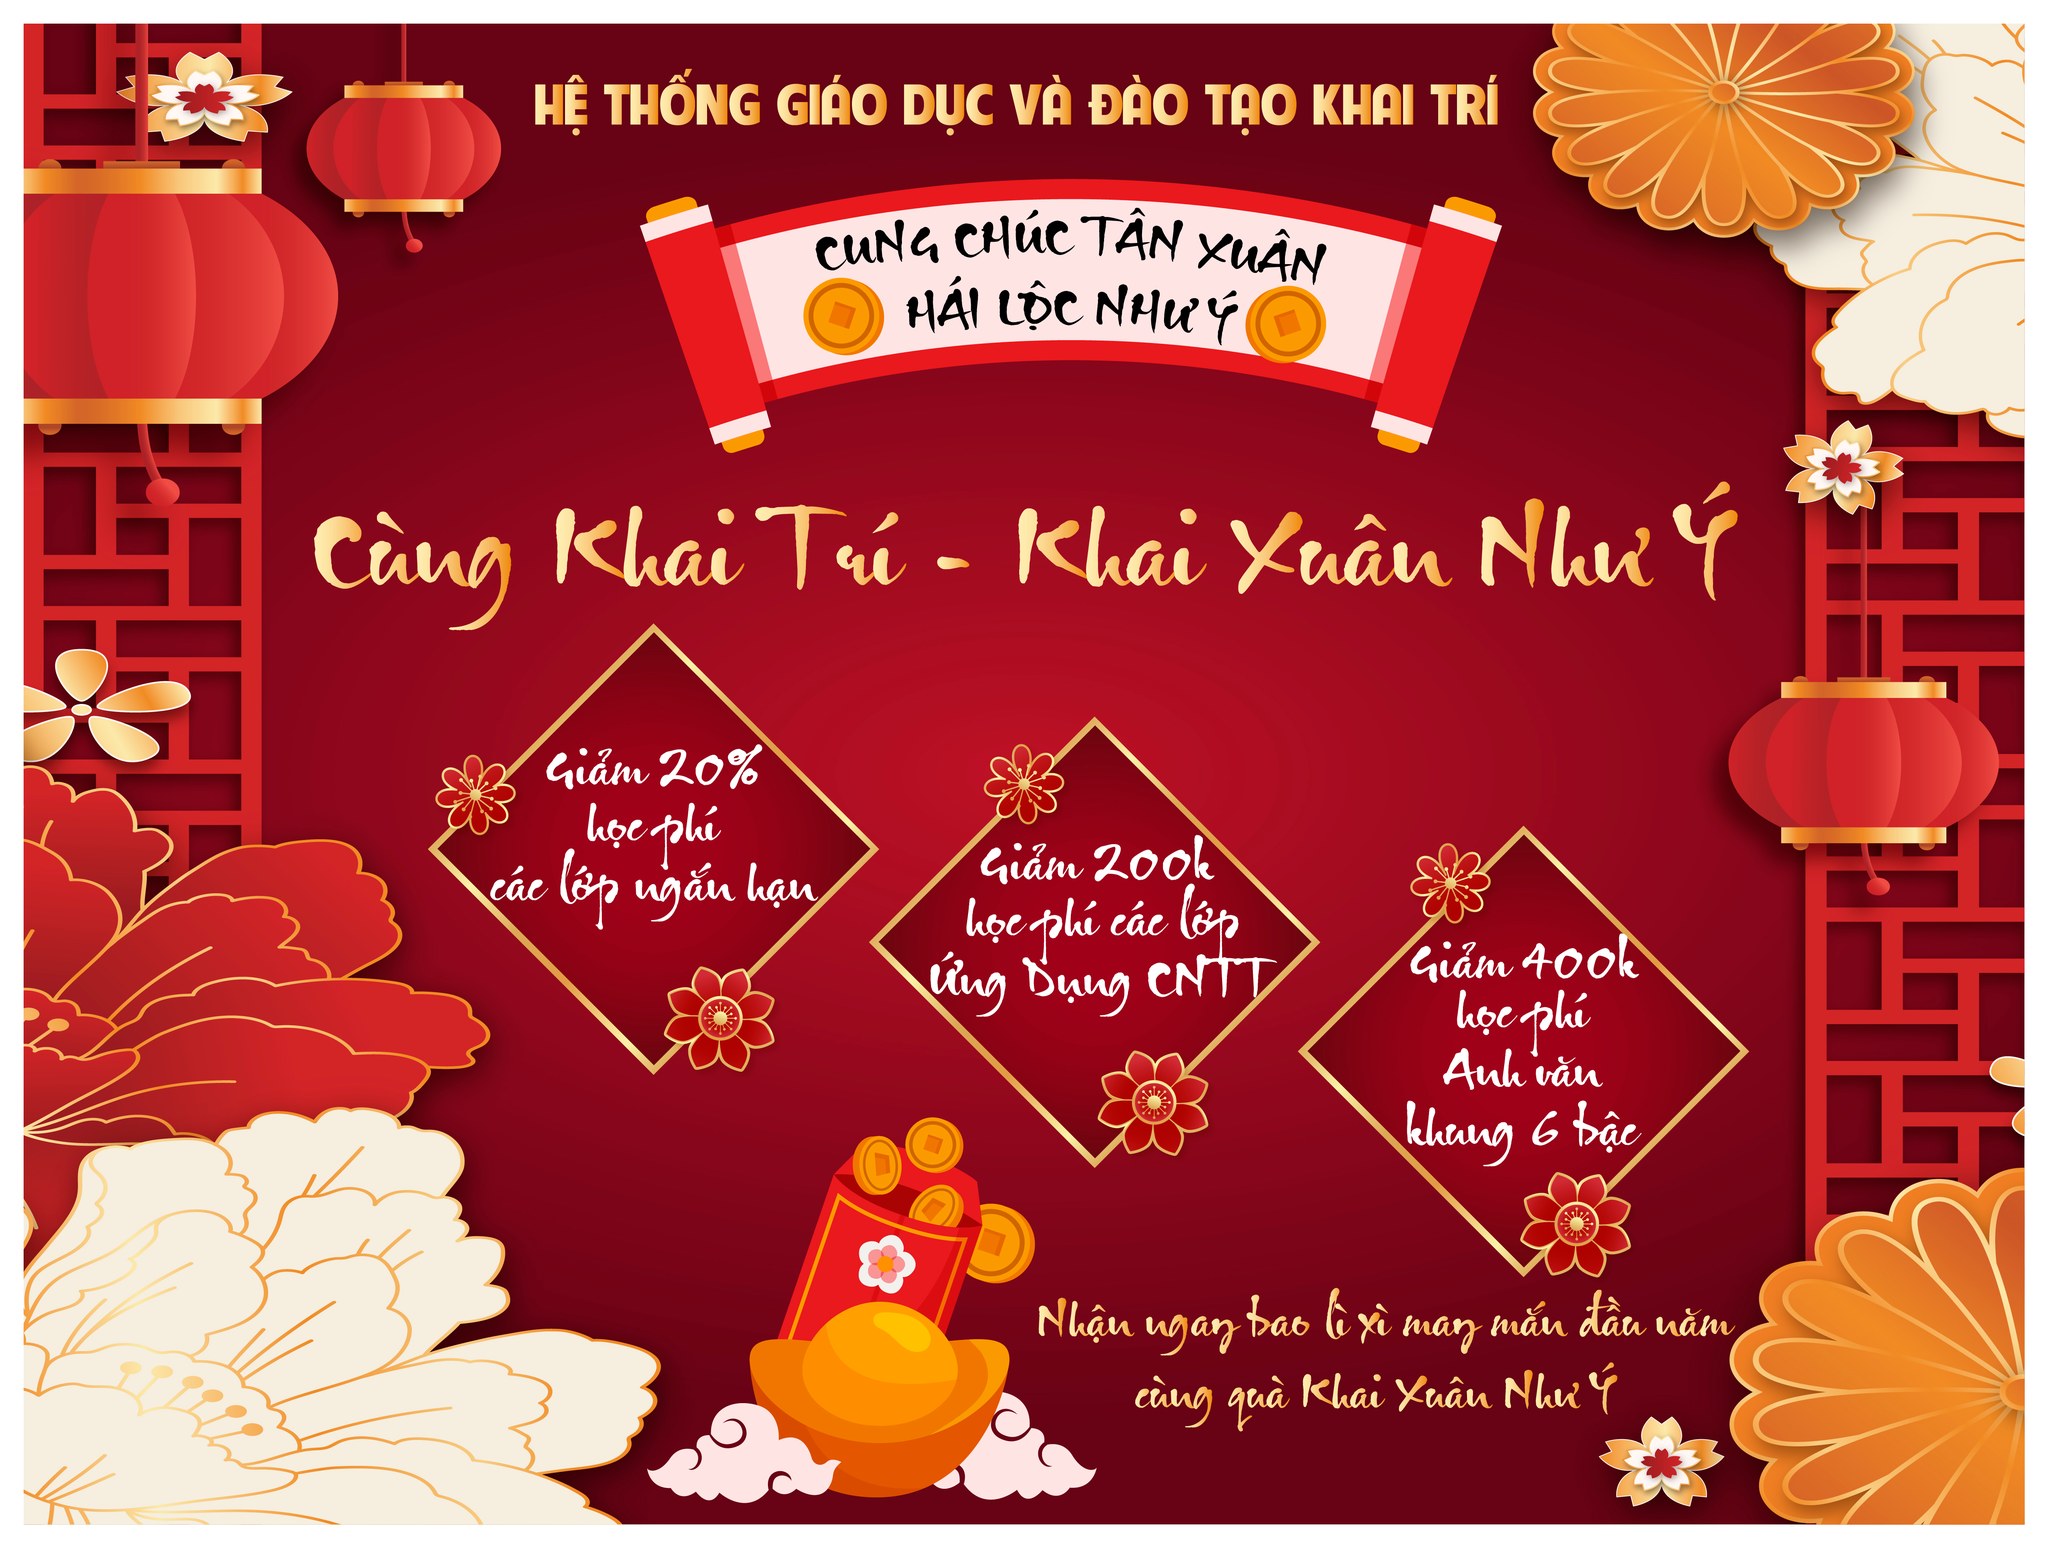 HỆ THỐNG GIÁO DỤC VÀ ĐÀO TẠO KHAI TRÍ
CUNG CHÚC TÂN XUÂN
HÁI LỘC NHƯ Ý
Cùng Khai Trí - Khai Xuân Như Ý
Giảm 20%
học phí
các lớp ngắn hạn
Giảm 200k
học phí các lớp
Ứng Dụng CNTT
Giảm 400k
học phí
Anh văn
khung 6 bậc
Nhận ngay bao lì xì may mắn đầu năm
cùng quà Khai Xuân Như Ý